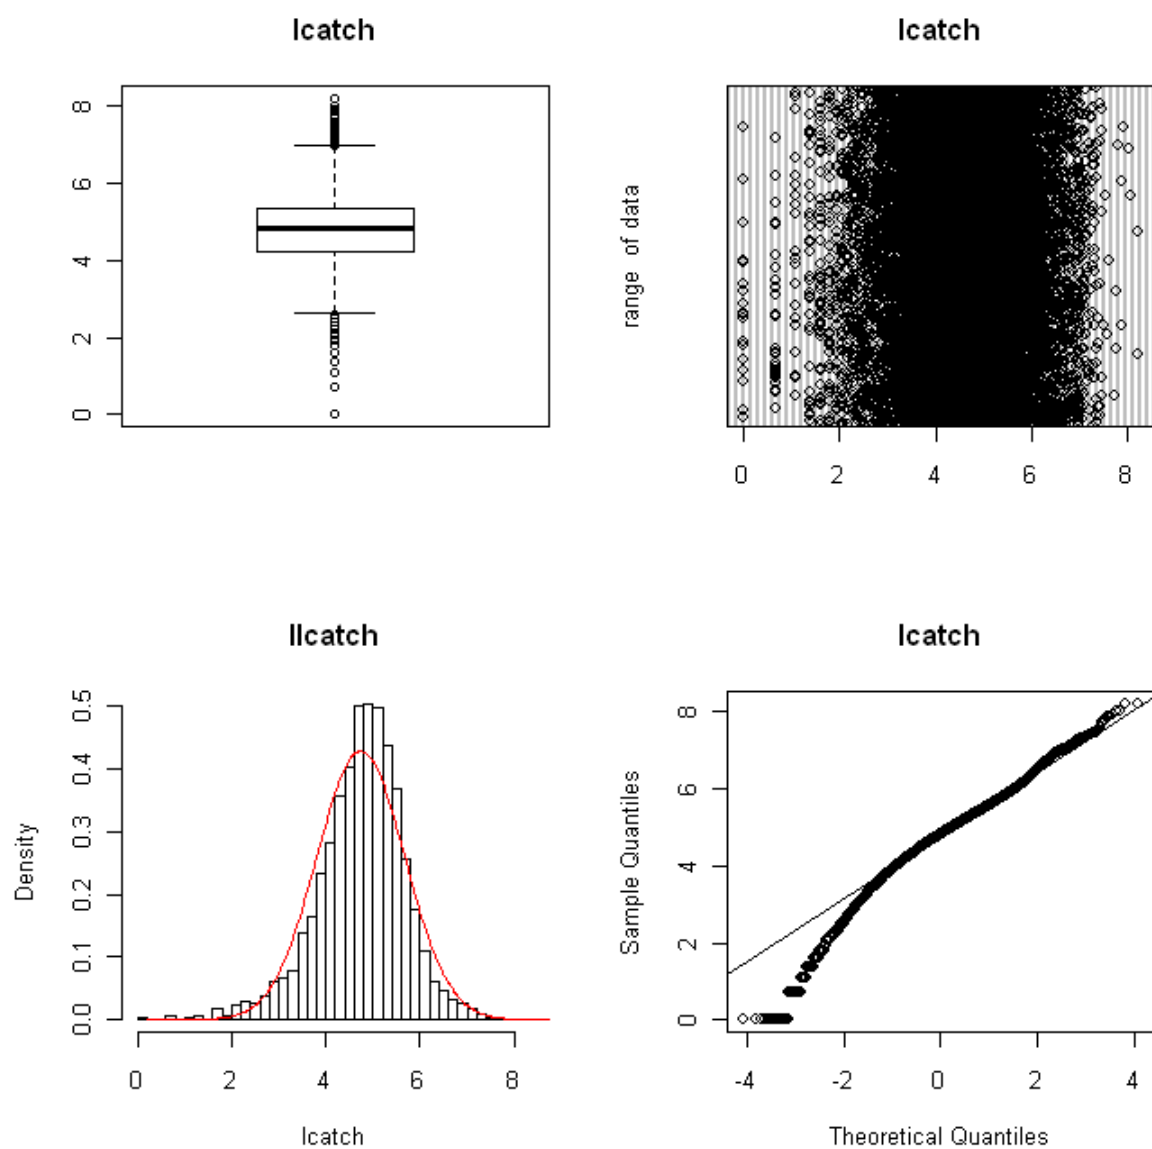 lcatch
8
6
4
2
0
lcatch
range of data
0 2 4 6 8
llcatch
Density
0.5
0.4
0.3
0.2
0.1
0.0
0 2 4 6 8
lcatch
lcatch
Sample Quantiles
8
6
4
2
0
-4 -2 0 2 4
Theoretical Quantiles